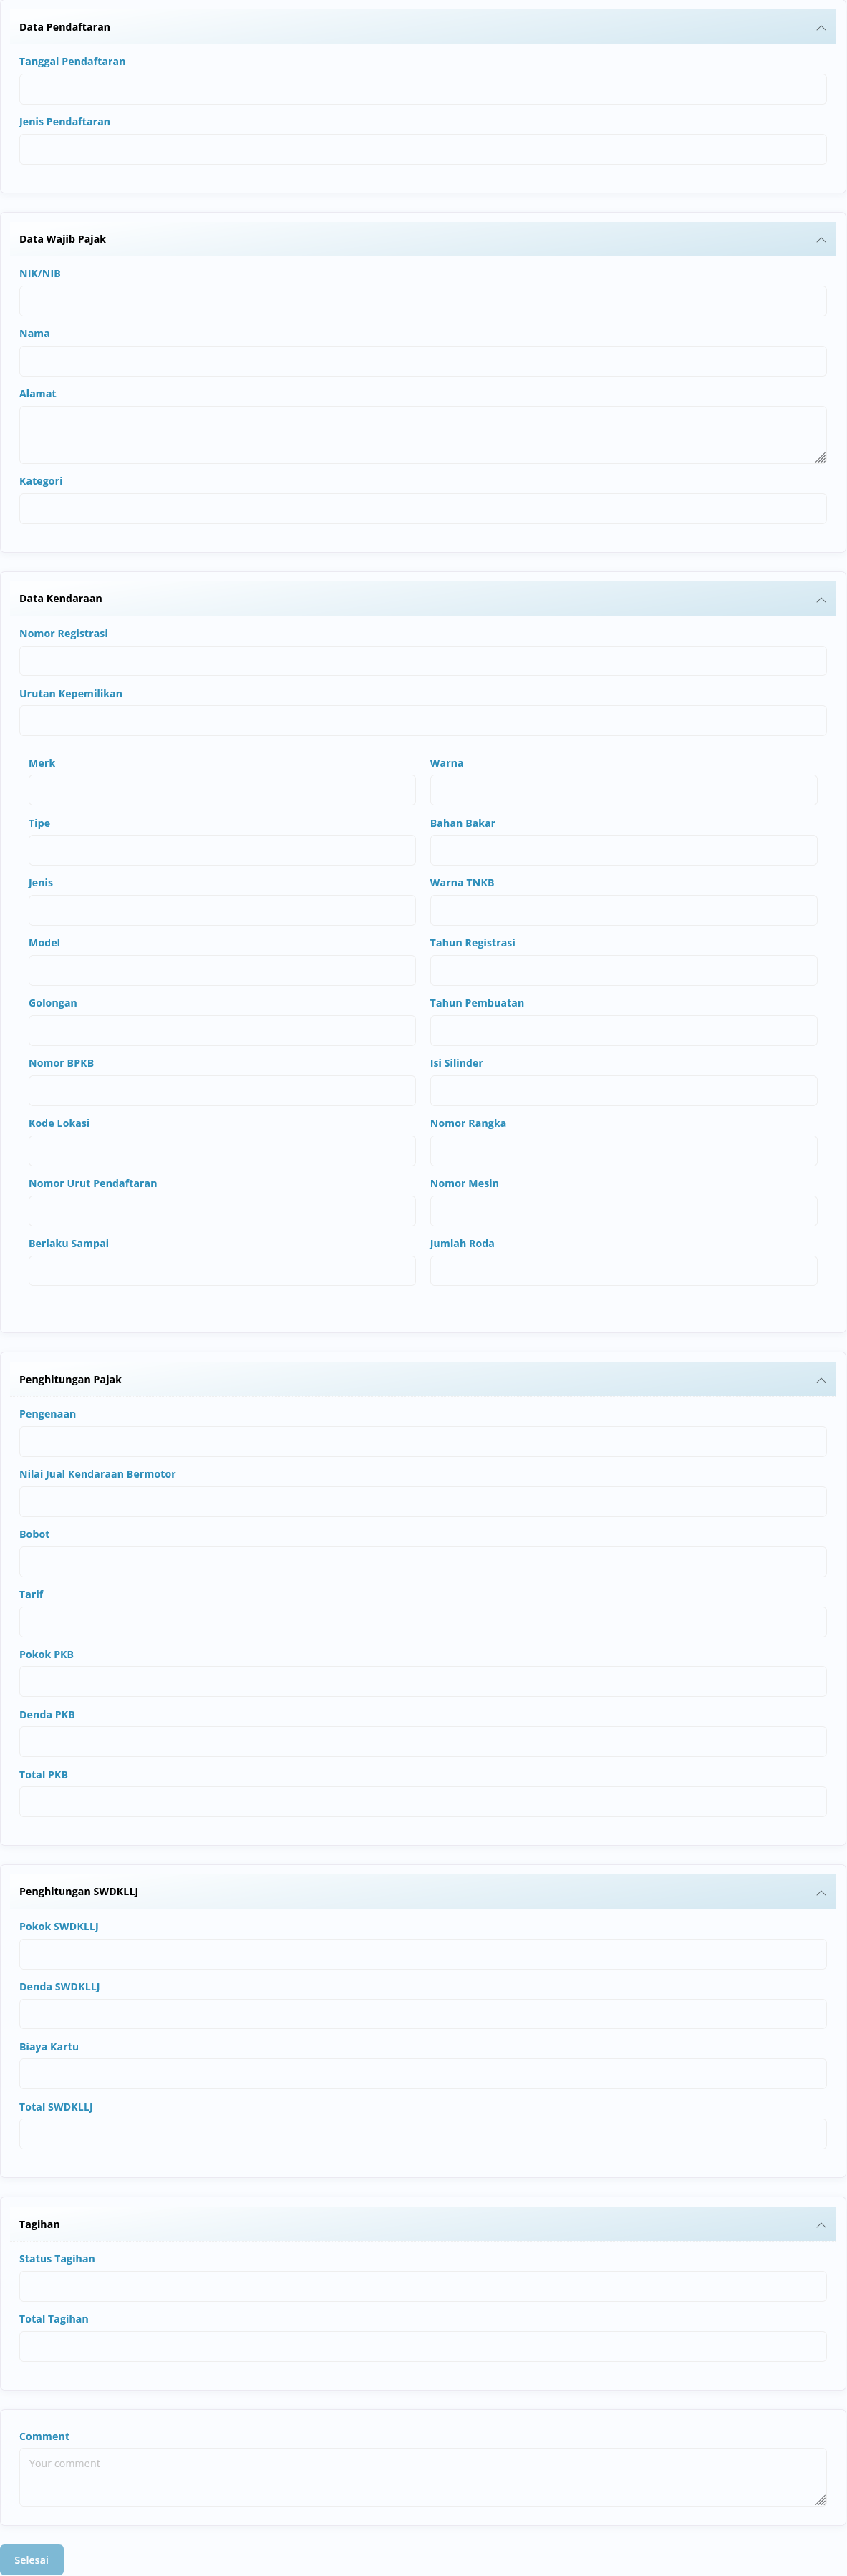 Data Pendaftaran
Tanggal Pendaftaran
Jenis Pendaftaran
Data Wajib Pajak
NIK/NIB
Nama
Alamat
Kategori
Data Kendaraan
Nomor Registrasi
Urutan Kepemilikan
Merk
Warna
Tipe
Bahan Bakar
Jenis
Warna TNKB
Model
Tahun Registrasi
Golongan
Tahun Pembuatan
Nomor BPKB
Isi Silinder
Kode Lokasi
Nomor Rangka
Nomor Urut Pendaftaran
Nomor Mesin
Berlaku Sampai
Jumlah Roda
Penghitungan Pajak
Pengenaan
Nilai Jual Kendaraan Bermotor
Bobot
Tarif
Pokok PKB
Denda PKB
Total PKB
Penghitungan SWDKLLJ
Pokok SWDKLLJ
Denda SWDKLLJ
Biaya Kartu
Total SWDKLLJ
Tagihan
Status Tagihan
Total Tagihan
Comment
Your comment
Selesai